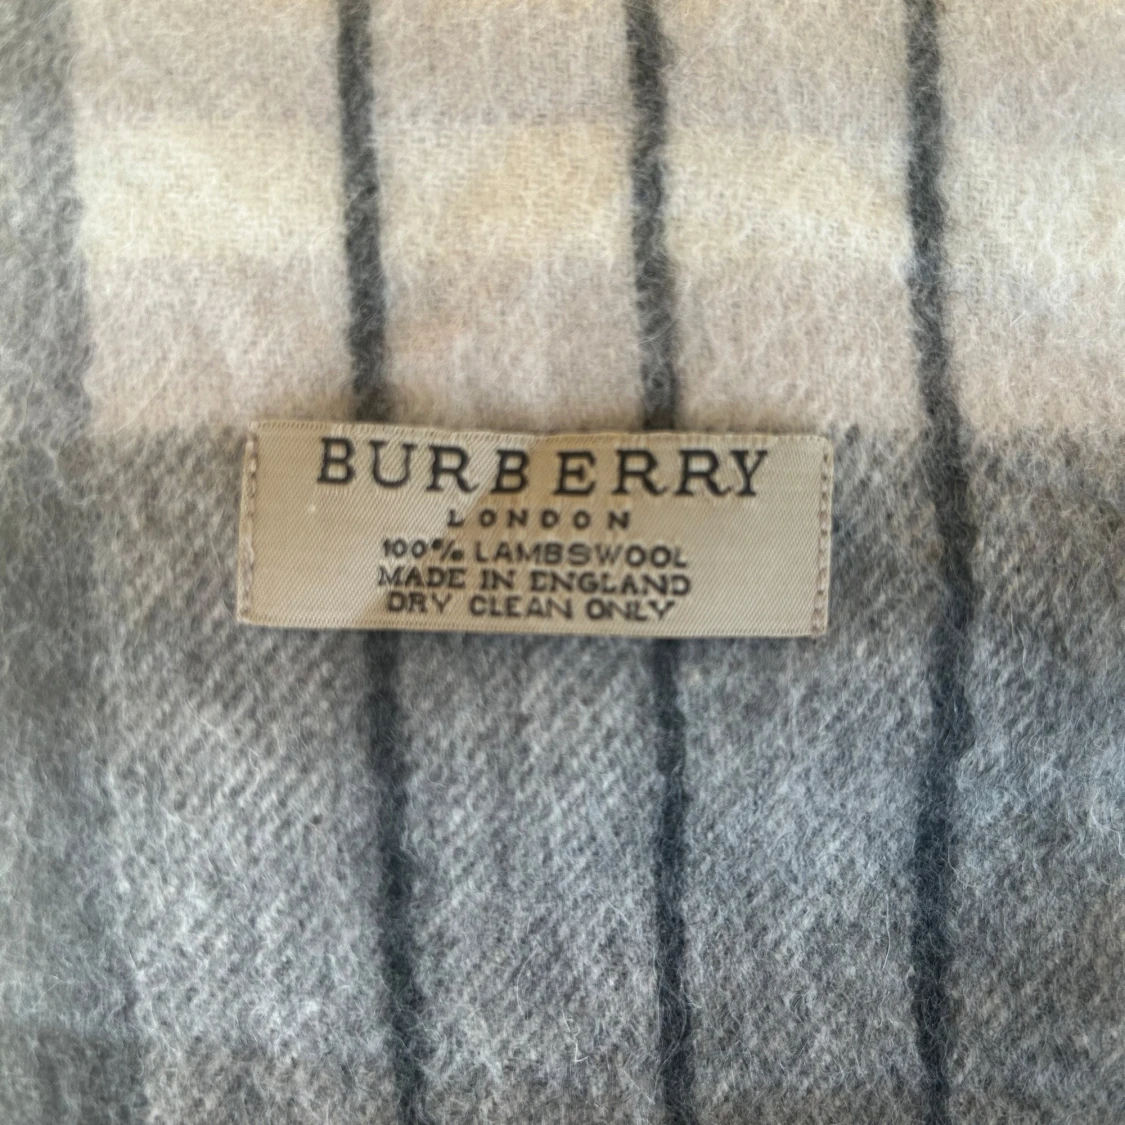 BURBERRY
LONDON
100% LAMBSWOOL
MADE IN ENGLAND
DRY CLEAN ONLY